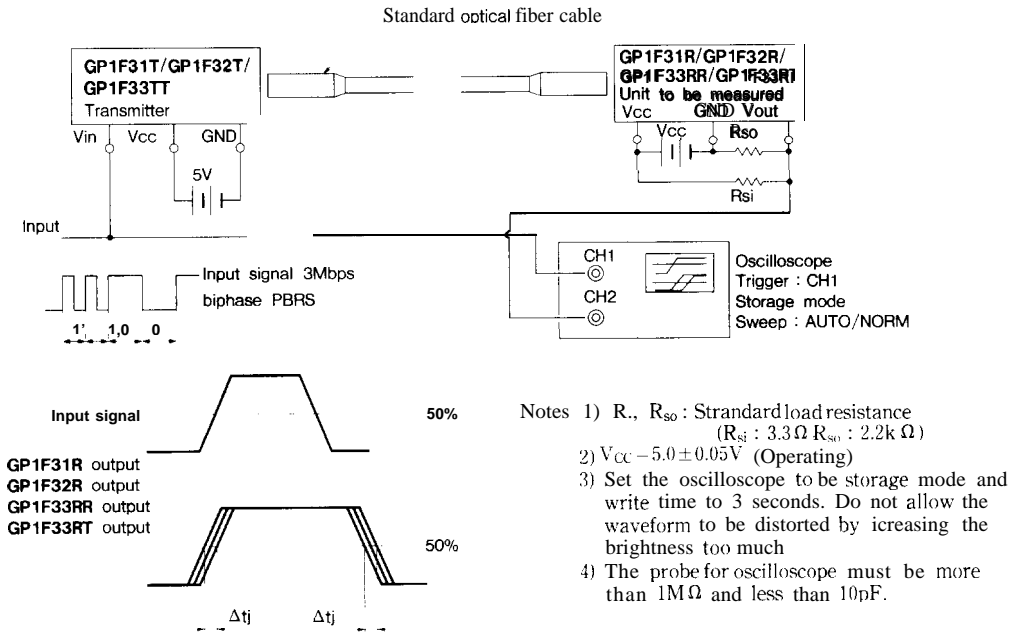 Standard optical fiber cable
GP1F31T/GP1F32T/
GP1F33TT
Transmitter
Vin Vcc GND
5V
Input
GP1F31R/GP1F32R/
GP1F33RR/GP1F33RT
Unit to be measured
Vcc GND Vout
Vcc Rso
Rsi
CH1
CH2
Oscilloscope
Trigger : CH1
Storage mode
Sweep : AUTO/NORM
Input signal 3Mbps
biphase PBRS
1' 1,0 0
Input signal
50%
GP1F31R output
GP1F32R output
GP1F33RR output
GP1F33RT output
50%
Δtj Δtj
Notes 1) R., Rso : Strandard load resistance
(Rsi : 3.3Ω Rso : 2.2k Ω)
2) Vcc – 5.0±0.05V (Operating)
3) Set the oscilloscope to be storage mode and
write time to 3 seconds. Do not allow the
waveform to be distorted by icreasing the
brightness too much
4) The probe for oscilloscope must be more
than 1MΩ and less than 10pF.